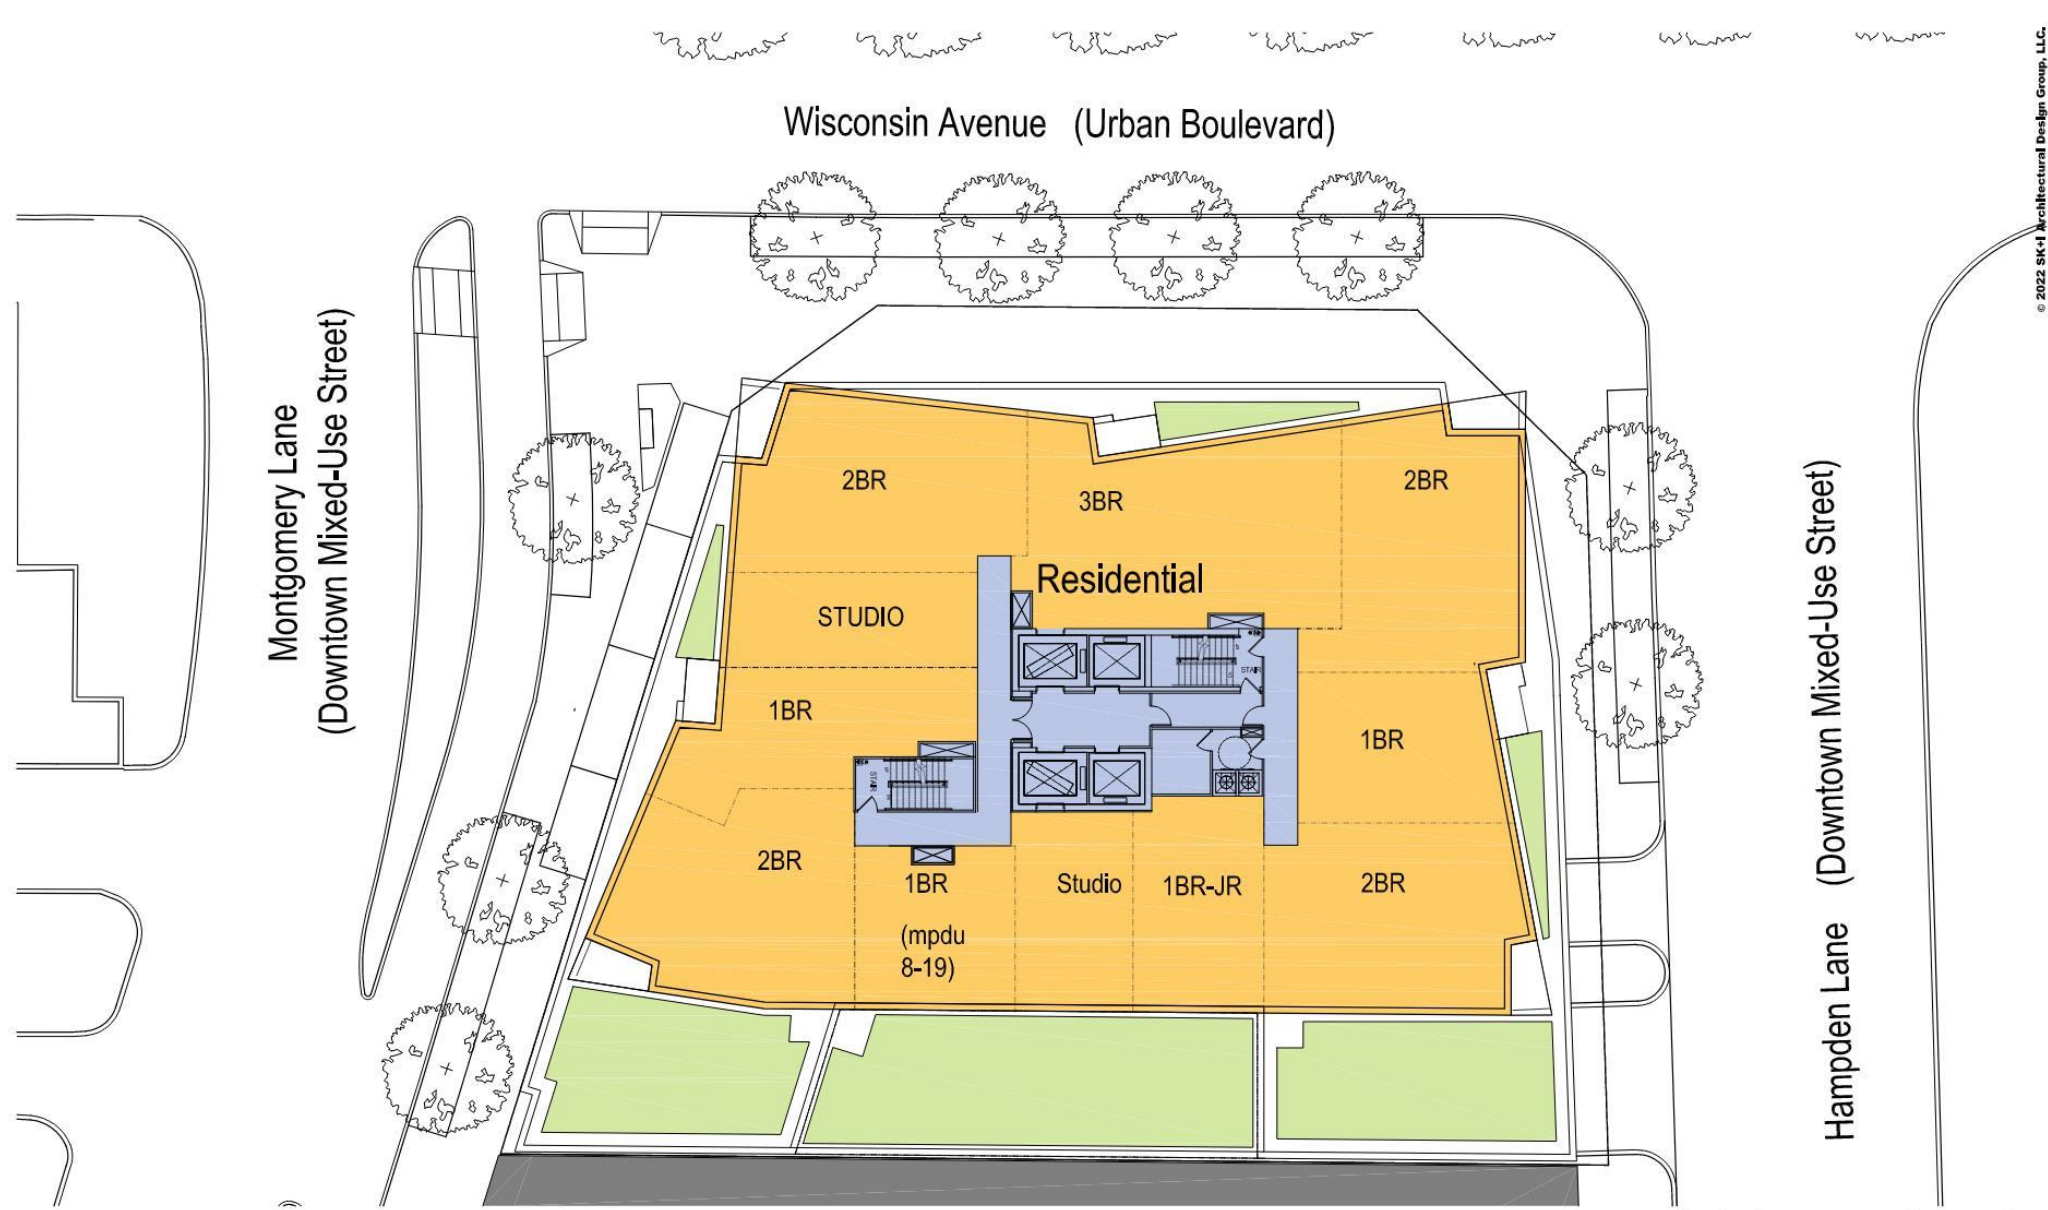 © 2022 SK+I Architectural Design Group, LLC.
Wisconsin Avenue (Urban Boulevard)
Montgomery Lane
(Downtown Mixed-Use Street)
Hampden Lane (Downtown Mixed-Use Street)
2BR
3BR
2BR
Residential
STUDIO
STAIR
1BR
1BR
STAIR
2BR
1BR
(mpdu
8-19)
Studio
1BR-JR
2BR